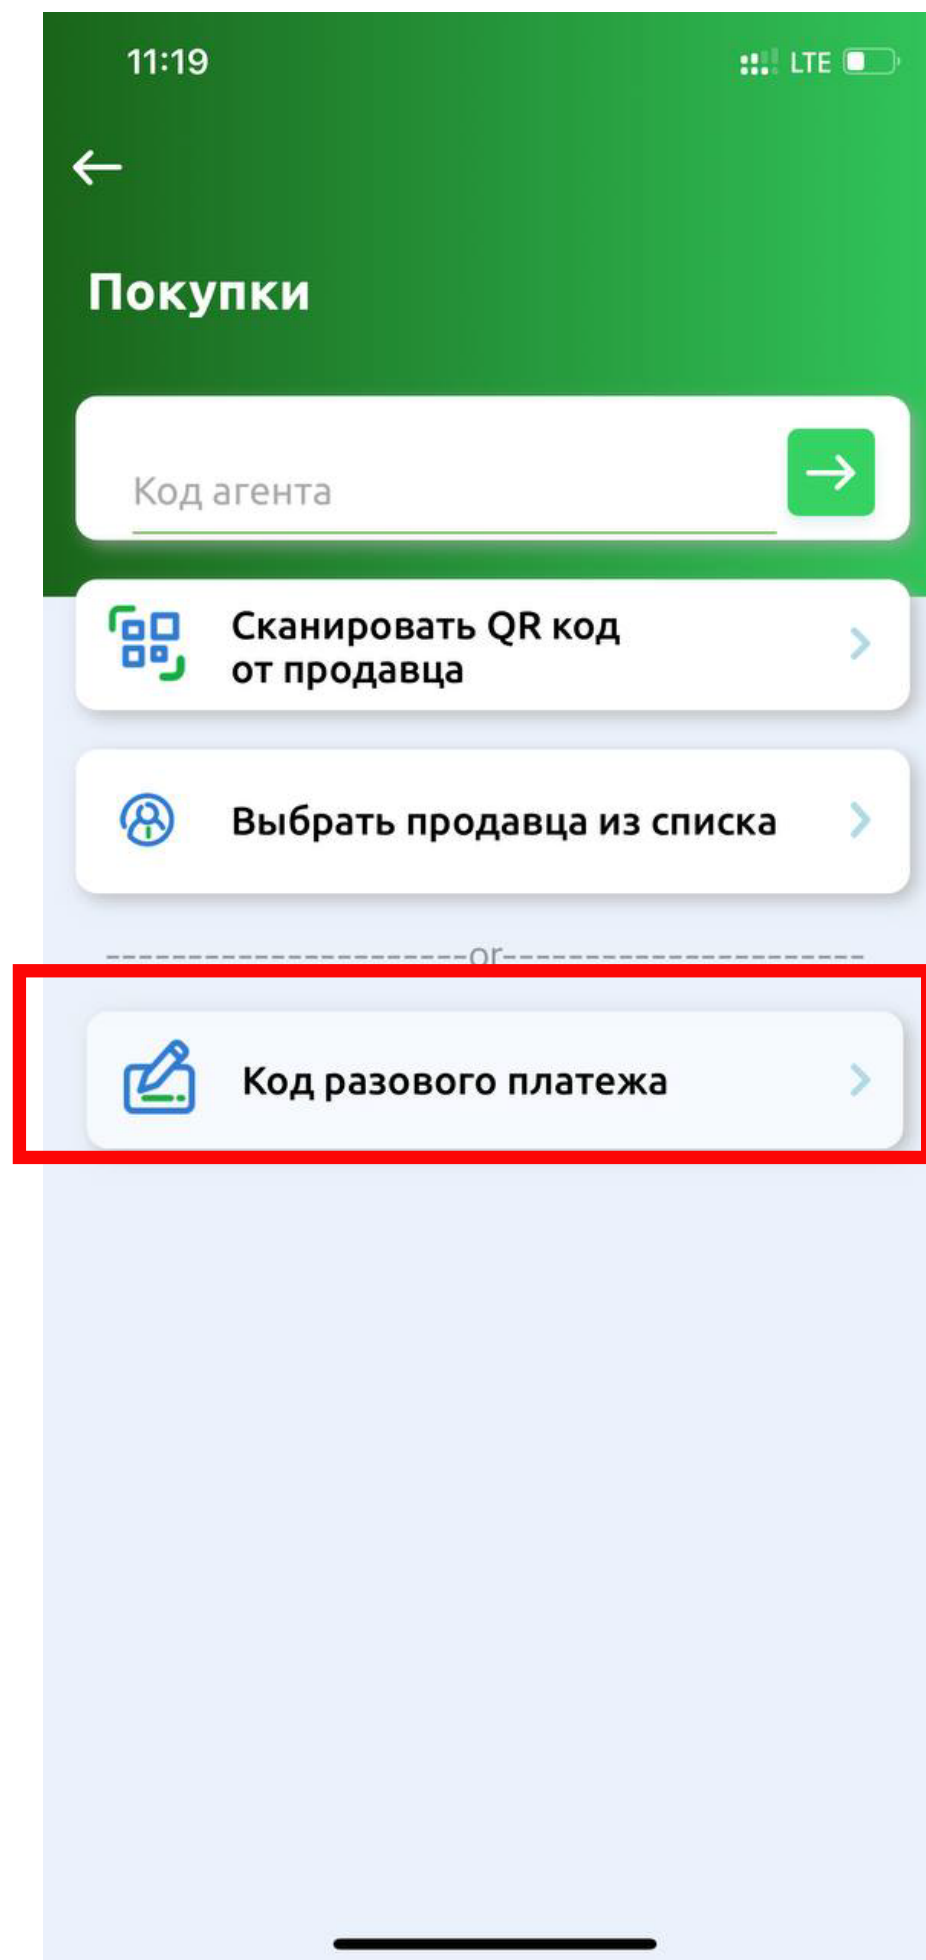 11:19 LTE
Покупки
Код агента
Сканировать QR код
от продавца
Выбрать продавца из списка
----------------------or----------------------
Код разового платежа